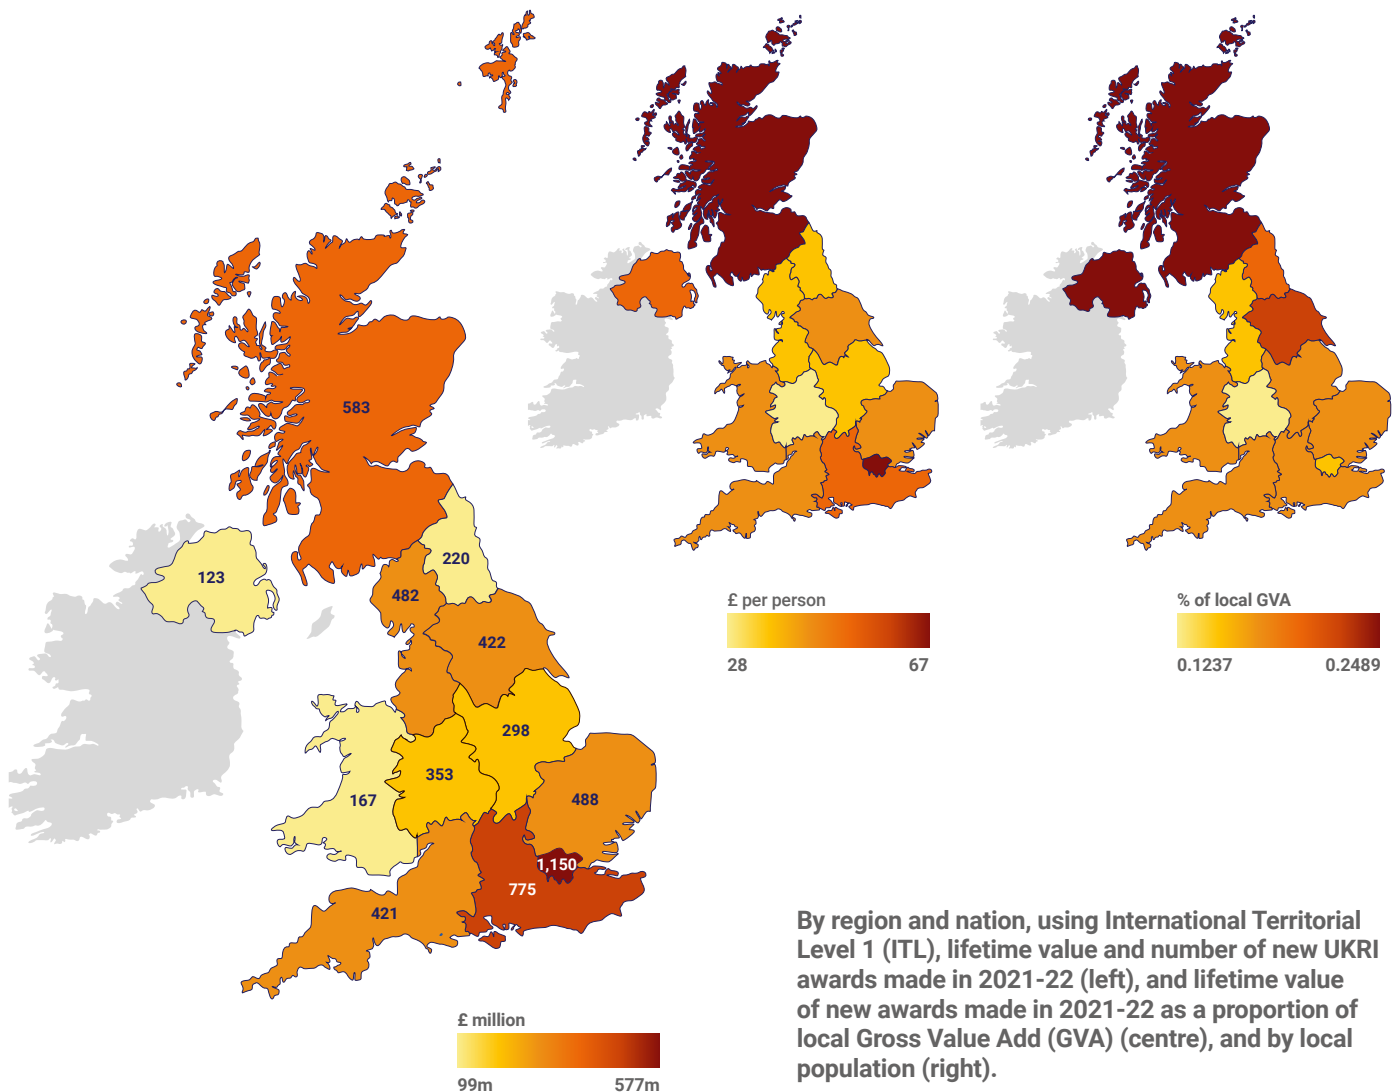 583
123
220
482
422
298
353
167
488
1,150
775
421
£ million
99m 577m
£ per person
28 67
% of local GVA
0.1237 0.2489
By region and nation, using International Territorial
Level 1 (ITL), lifetime value and number of new UKRI
awards made in 2021-22 (left), and lifetime value
of new awards made in 2021-22 as a proportion of
local Gross Value Add (GVA) (centre), and by local
population (right).